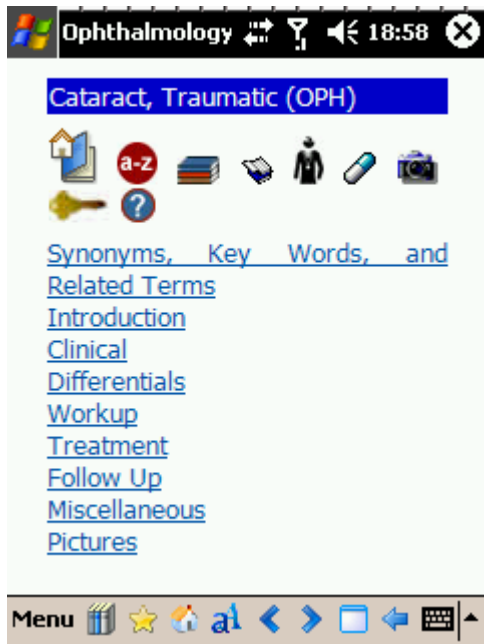 Ophthalmology 18:58
Cataract, Traumatic (OPH)
a-z
?
Synonyms, Key Words, and
Related Terms
Introduction
Clinical
Differentials
Workup
Treatment
Follow Up
Miscellaneous
Pictures
Menu a